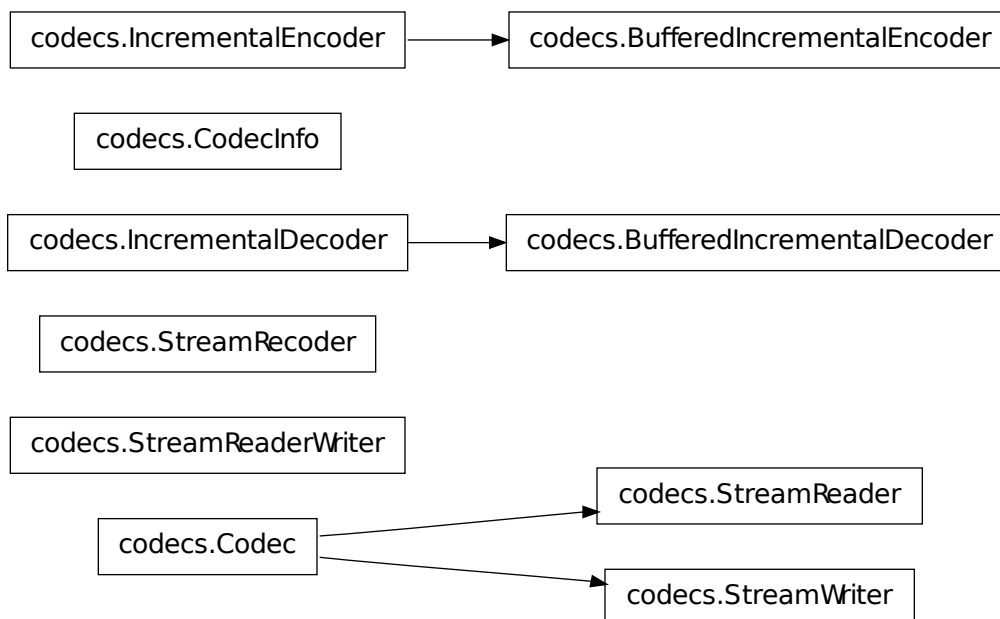 codecs.IncrementalEncoder
codecs.BufferedIncrementalEncoder
codecs.CodecInfo
codecs.IncrementalDecoder
codecs.BufferedIncrementalDecoder
codecs.StreamRecoder
codecs.StreamReaderWriter
codecs.StreamReader
codecs.Codec
codecs.StreamWriter